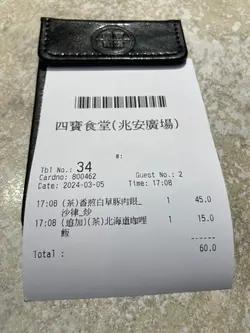 四寶食堂(兆安廣場)
#:
Tbl No.: 34
Cardno: 800462 Guest No.: 2
Date: 2024-03-05 Time: 17:08
17:08 (茶)香煎白草豚肉眼_ 1 45.0
沙律_炒
17:08 (追加)(茶)北海道咖哩 1 15.0
Total : 60.0